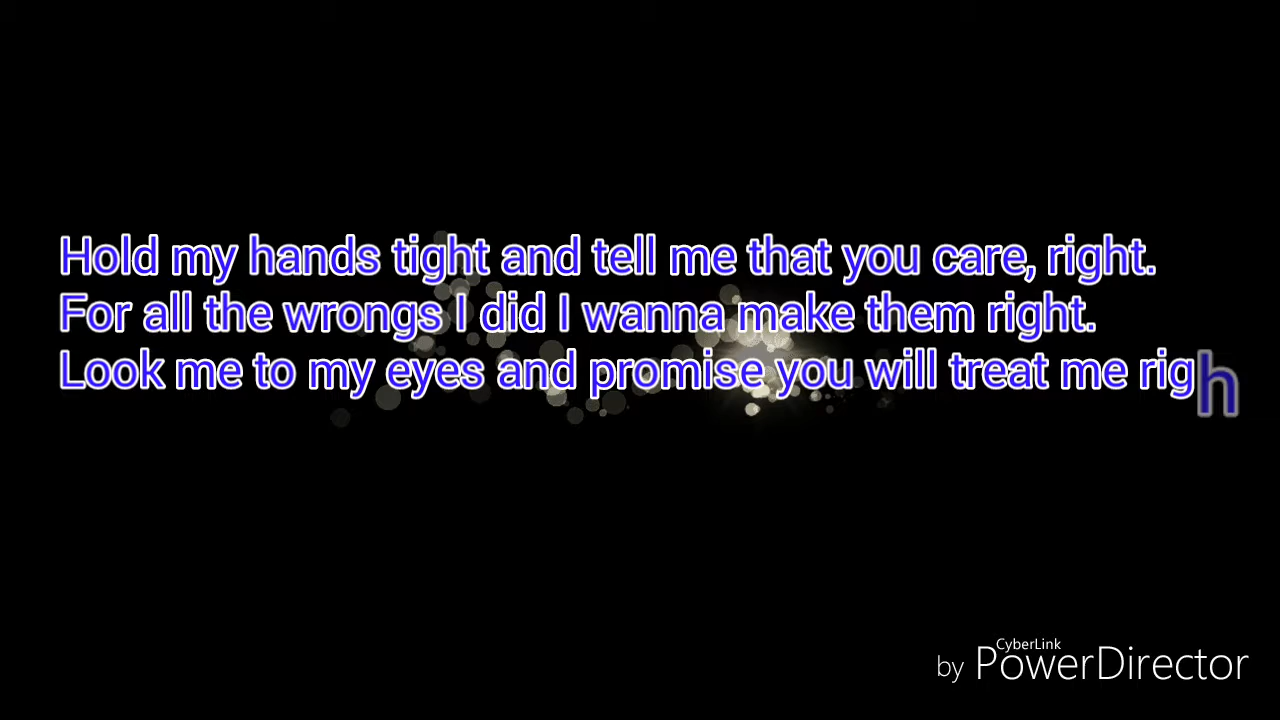 Hold my hands tight and tell me that you care, right.
For all the wrongs I did I wanna make them right.
Look me to my eyes and promise you will treat me righ
CyberLink
by PowerDirector